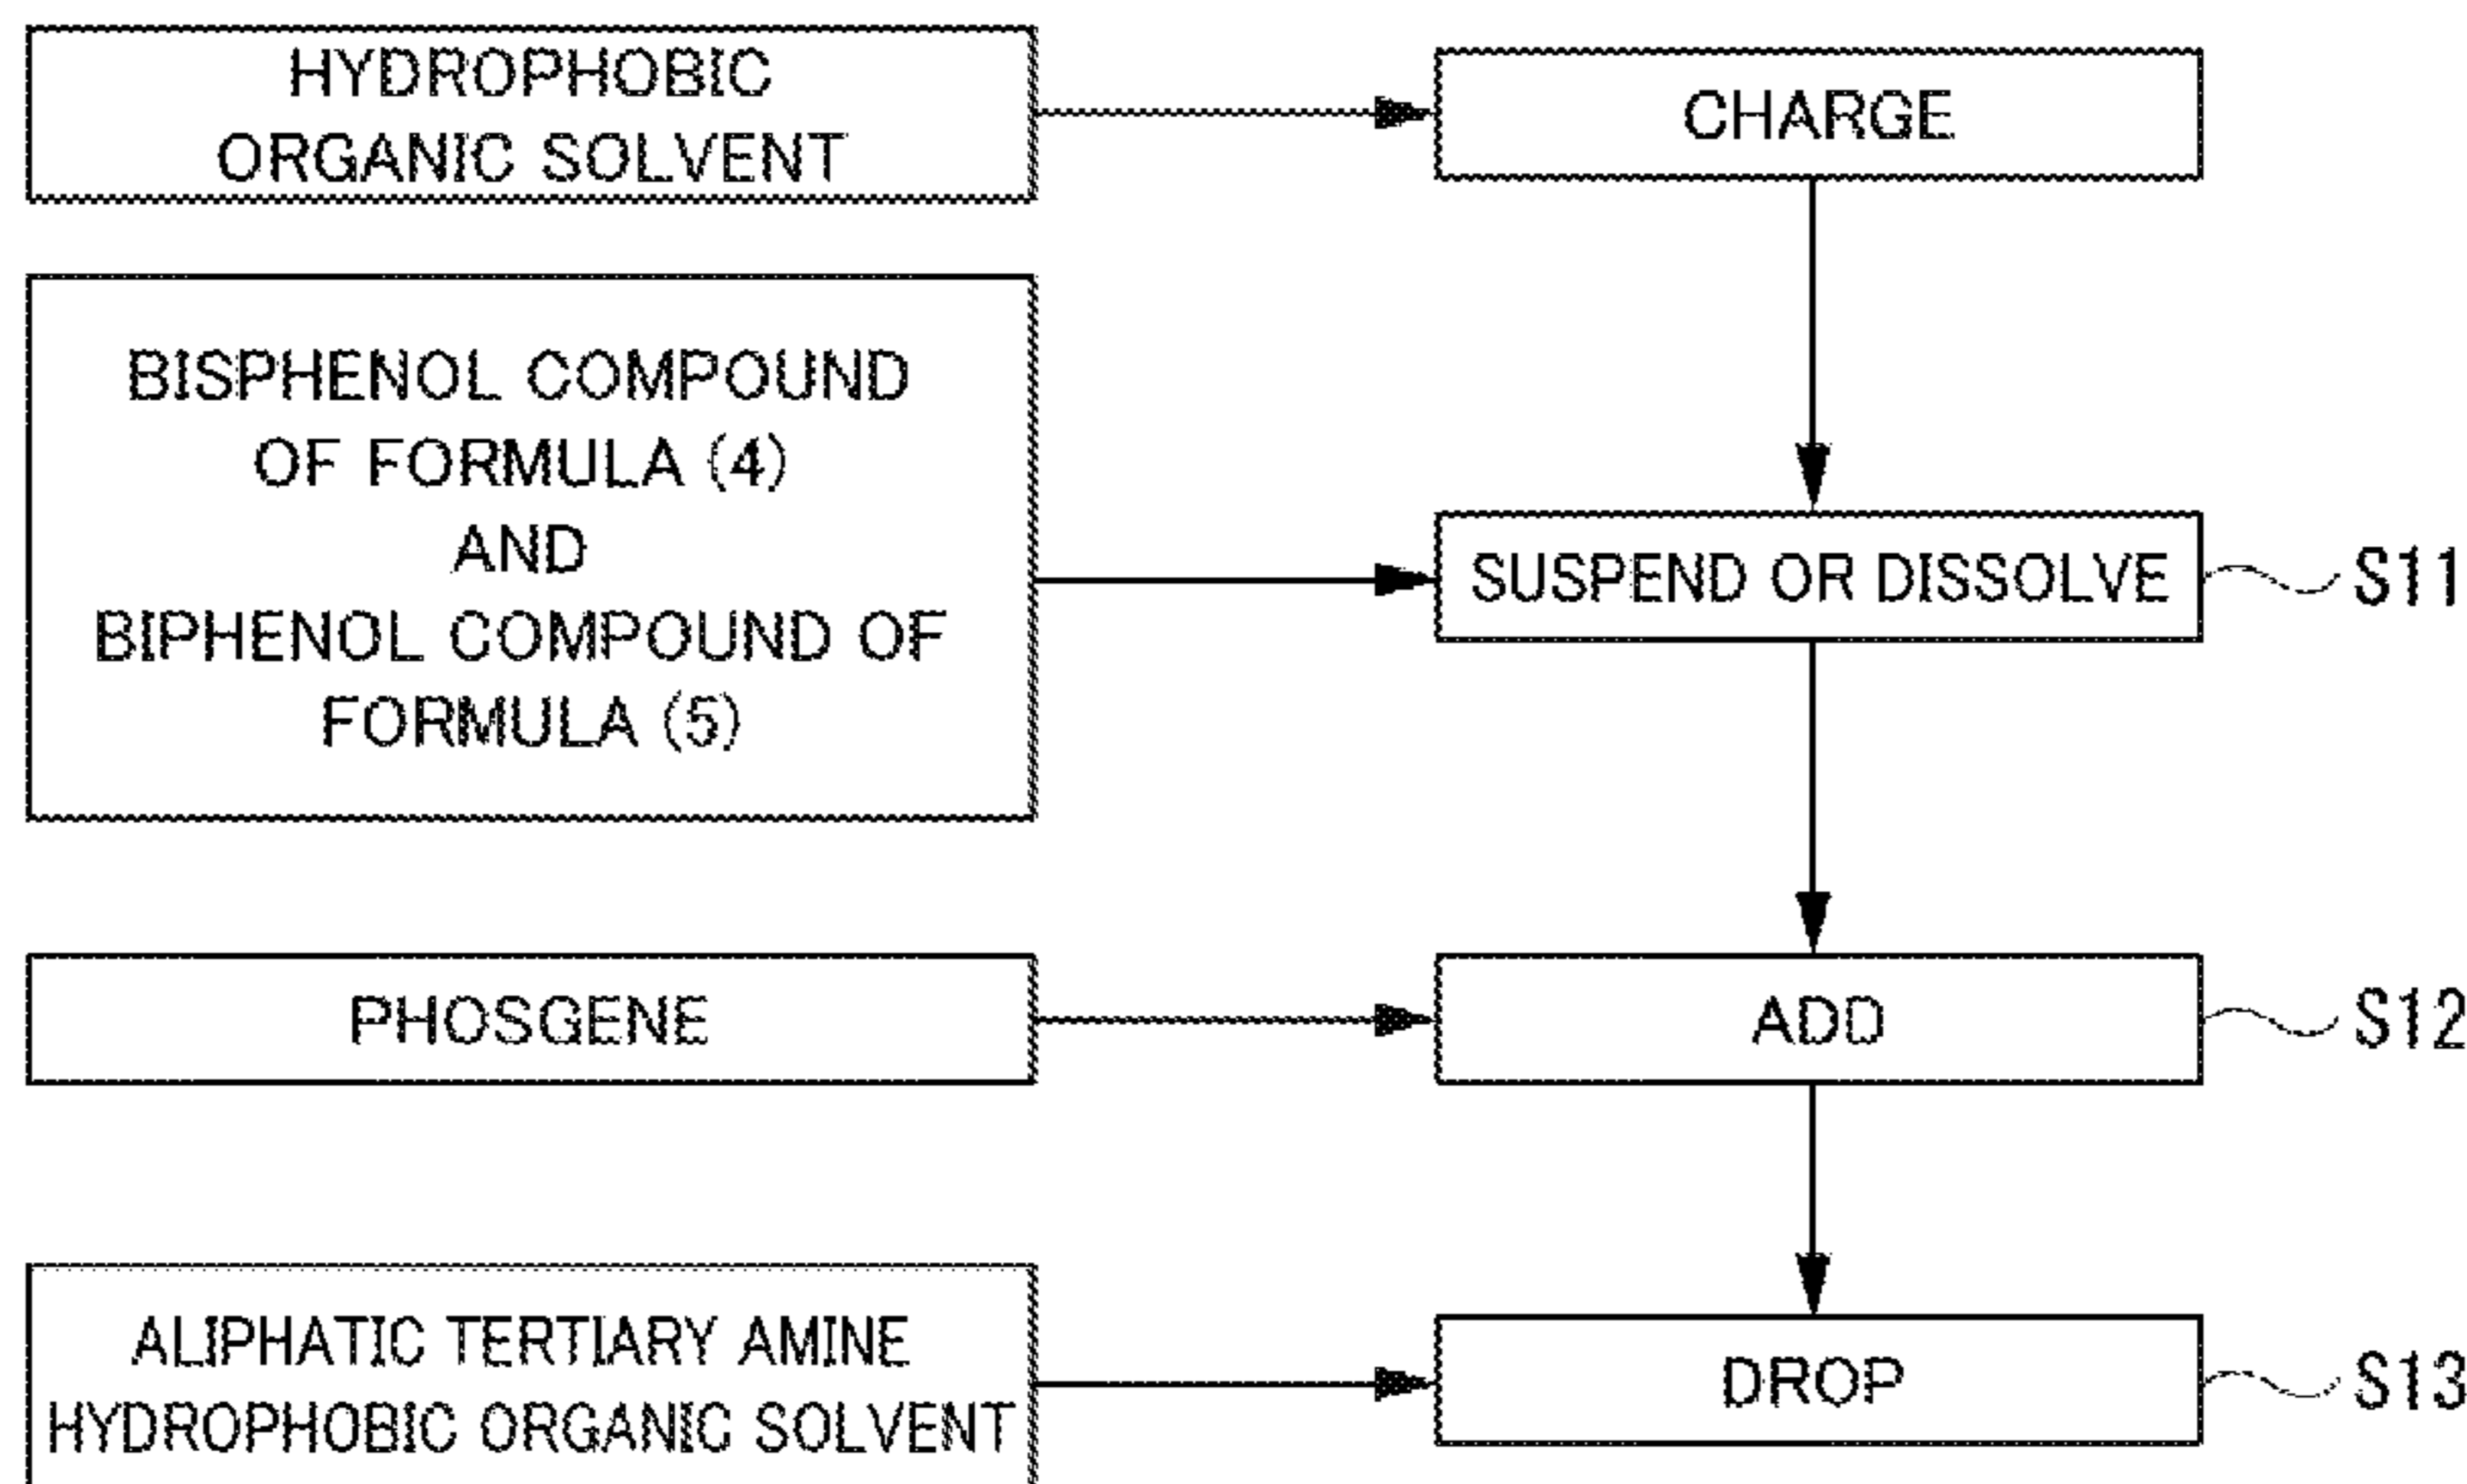 HYDROPHOBIC
ORGANIC SOLVENT
CHARGE
BISPHENOL COMPOUND
OF FORMULA (4)
AND
BIPHENOL COMPOUND OF
FORMULA (5)
SUSPEND OR DISSOLVE
S11
PHOSGENE
ADD
S12
ALIPHATIC TERTIARY AMINE
HYDROPHOBIC ORGANIC SOLVENT
DROP
S13